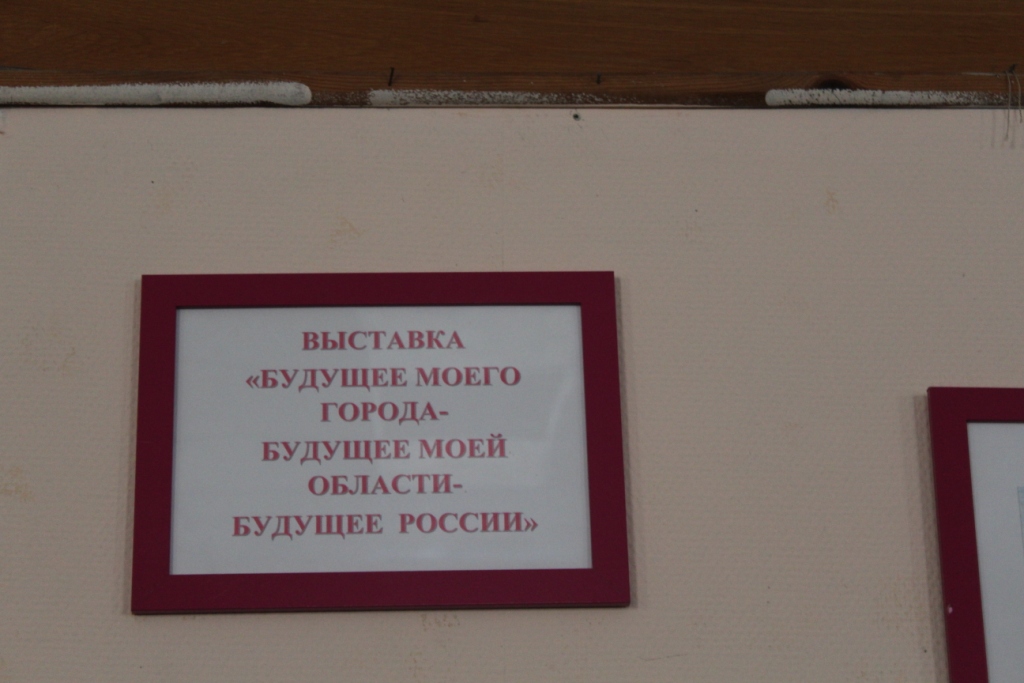 ВЫСТАВКА
«БУДУЩЕЕ МОЕГО
ГОРОДА-
БУДУЩЕЕ МОЕЙ
ОБЛАСТИ-
БУДУЩЕЕ РОССИИ»